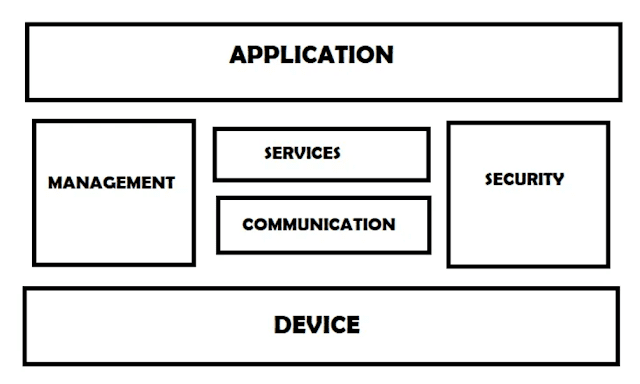 APPLICATION
MANAGEMENT
SERVICES
COMMUNICATION
SECURITY
DEVICE